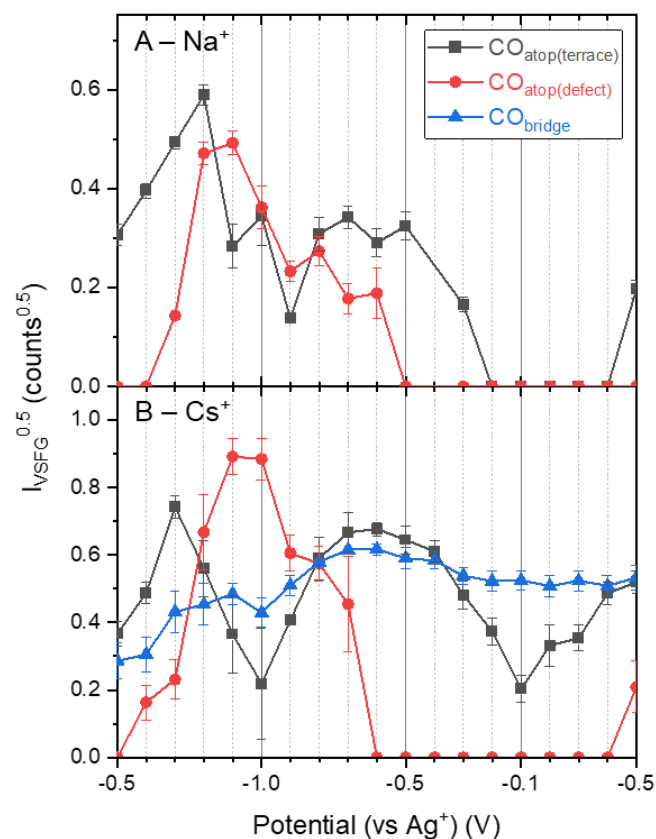 A – Na⁺
CO_atop(terrace)
CO_atop(defect)
CO_bridge
0.6
0.4
0.2
0.0
I_VSFG^0.5 (counts^0.5)
B – Cs⁺
1.0
0.8
0.6
0.4
0.2
0.0
-0.5 -1.0 -0.5 -0.1 -0.5
Potential (vs Ag⁺) (V)